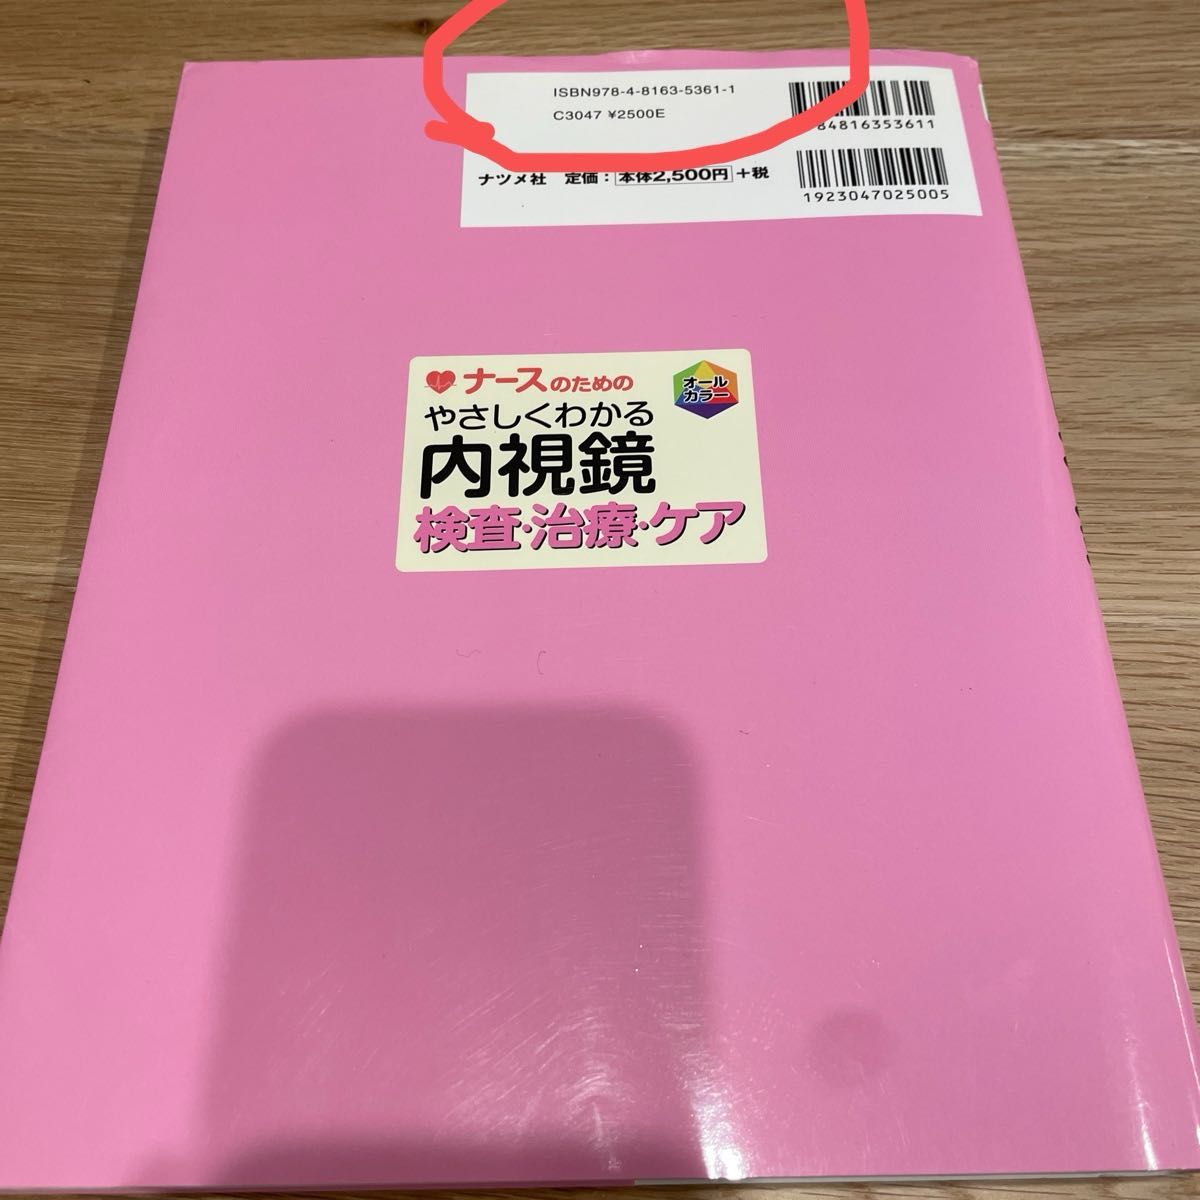 ISBN978-4-8163-5361-1
C3047 ¥2500E
84816353611
ナツメ社 定価：本体2,500円＋税
1923047025005
ナースのための
やさしくわかる
内視鏡
検査・治療・ケア
オール
カラー